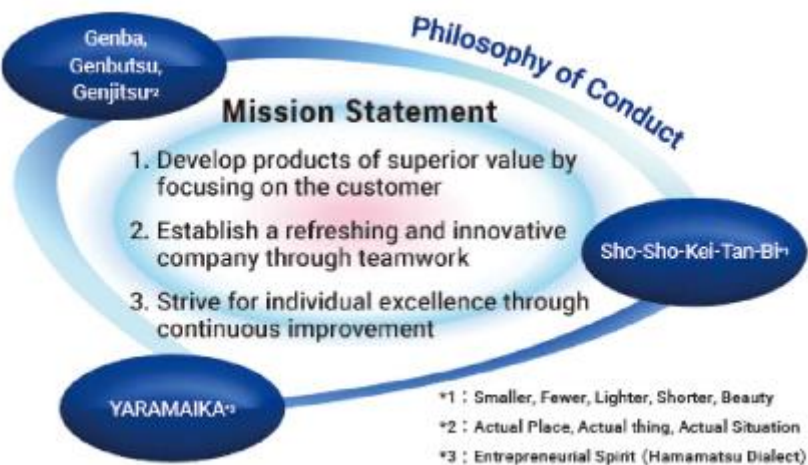 Genba,
Genbutsu,
Genjitsu*2
Philosophy of Conduct
Mission Statement
1. Develop products of superior value by
focusing on the customer
2. Establish a refreshing and innovative
company through teamwork
3. Strive for individual excellence through
continuous improvement
Sho-Sho-Kei-Tan-Bi*1
YARAMAIKA*3
*1 : Smaller, Fewer, Lighter, Shorter, Beauty
*2 : Actual Place, Actual thing, Actual Situation
*3 : Entrepreneurial Spirit (Hamamatsu Dialect)